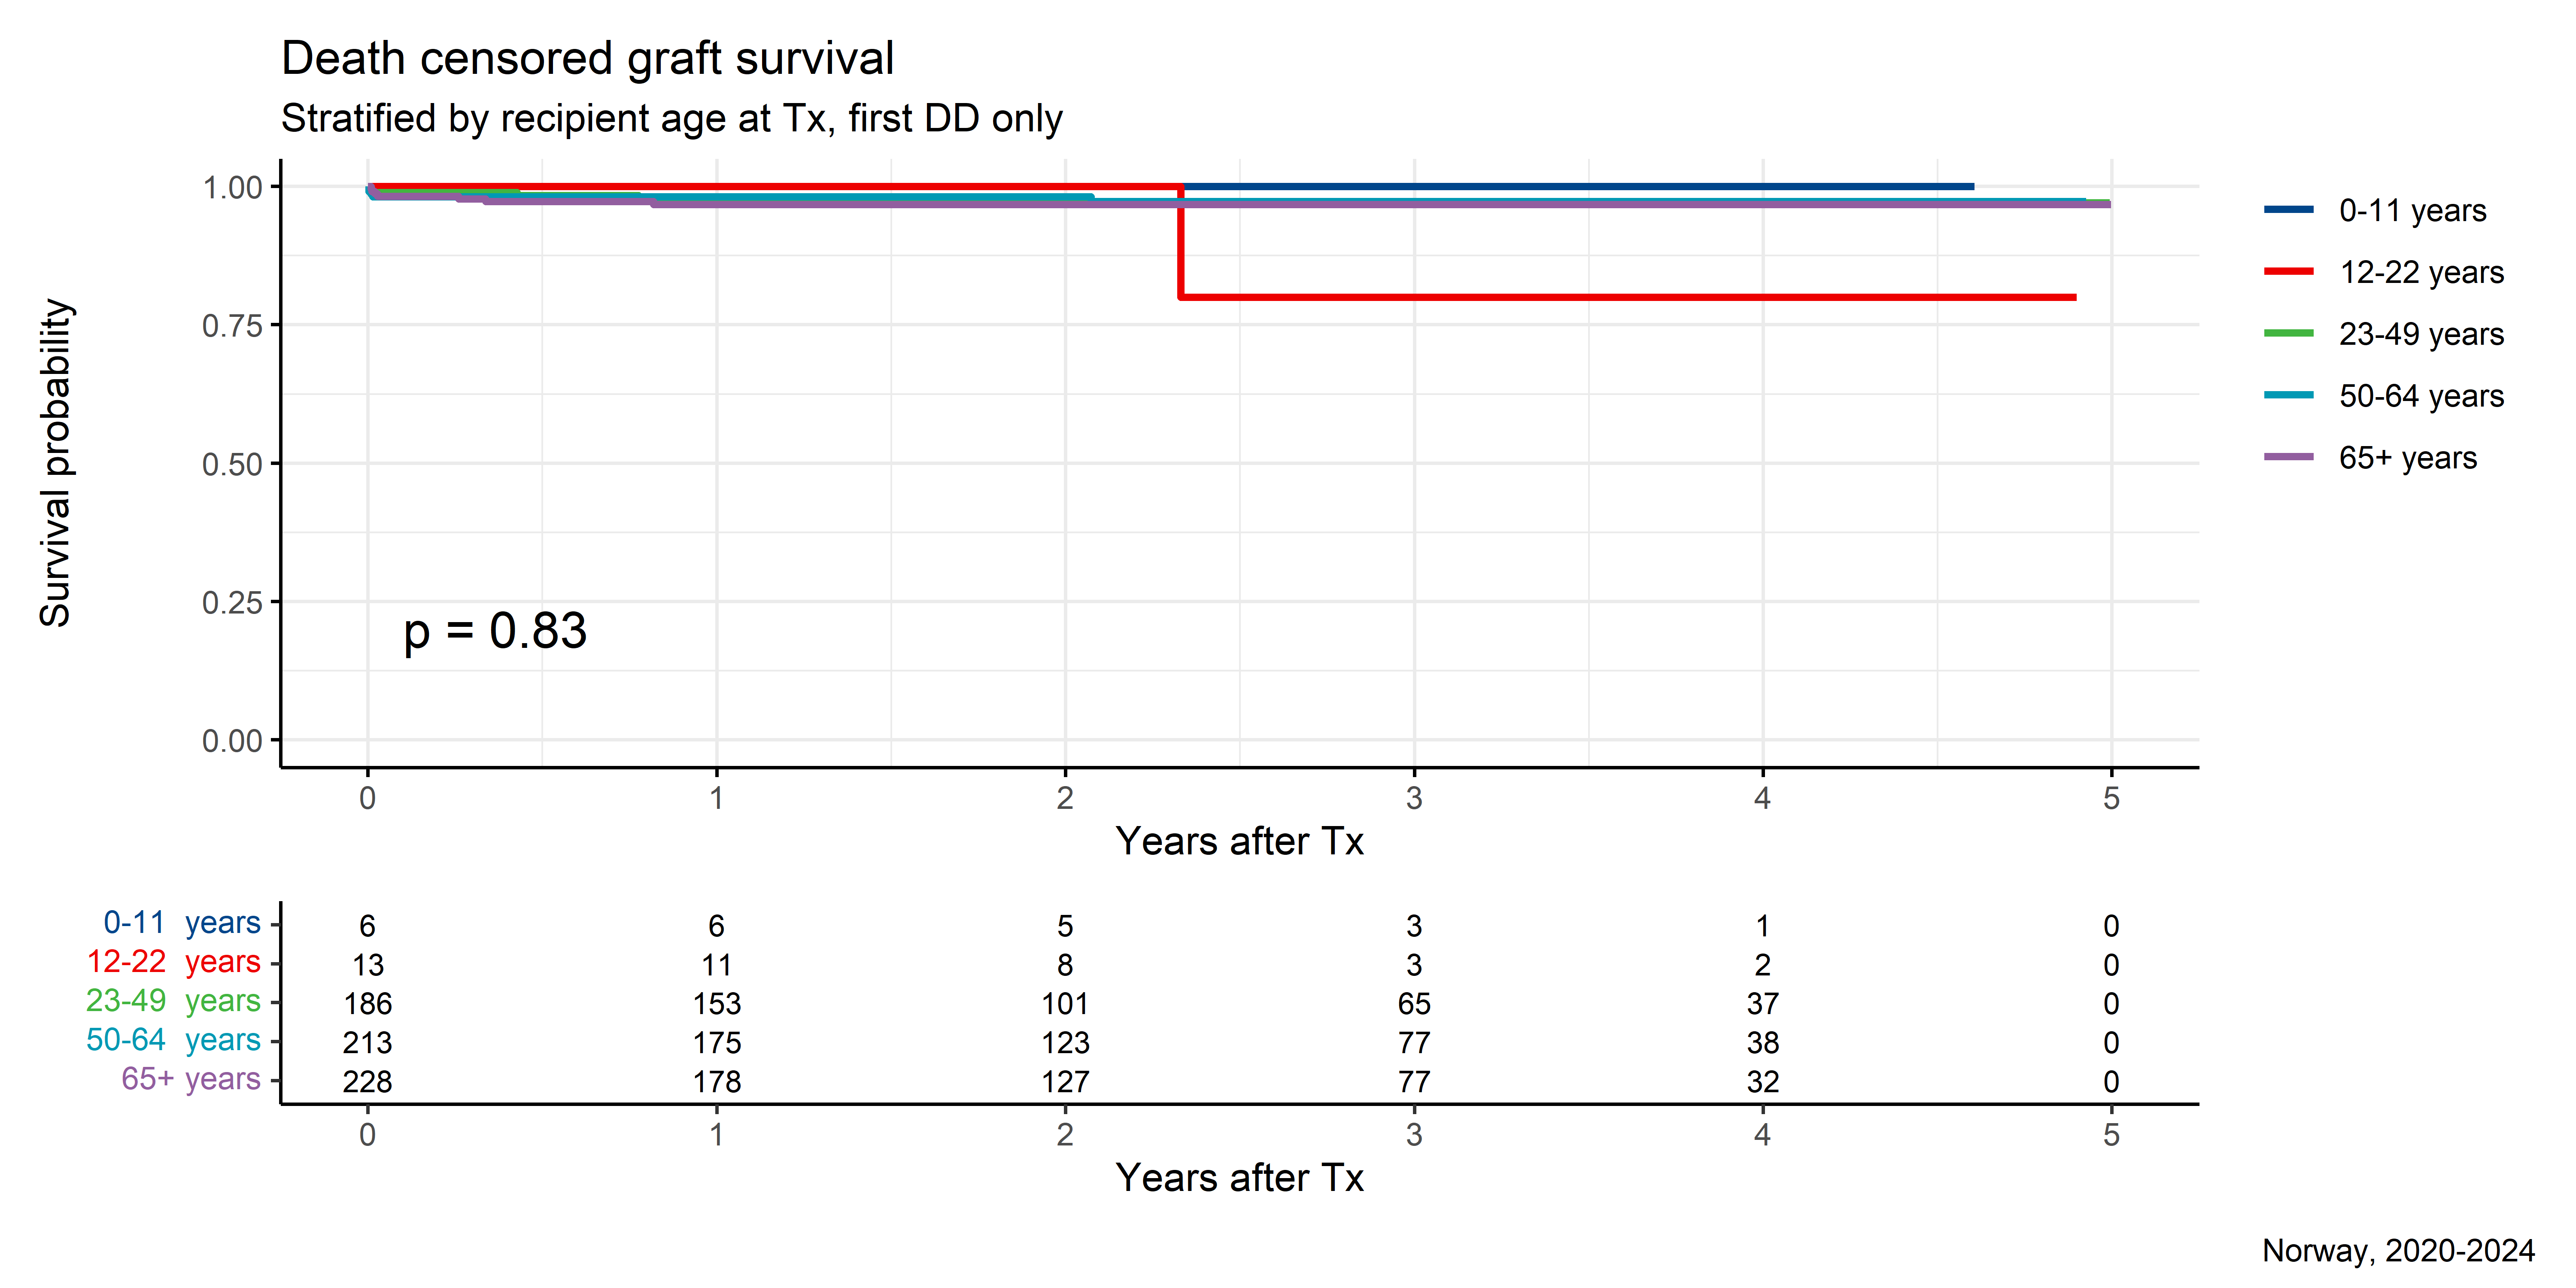 Death censored graft survival
Stratified by recipient age at Tx, first DD only
Survival probability
1.00
0.75
0.50
0.25
0.00
p = 0.83
0 1 2 3 4 5
Years after Tx
0-11 years
12-22 years
23-49 years
50-64 years
65+ years
0-11 years 6 6 5 3 1 0
12-22 years 13 11 8 3 2 0
23-49 years 186 153 101 65 37 0
50-64 years 213 175 123 77 38 0
65+ years 228 178 127 77 32 0
0 1 2 3 4 5
Years after Tx
Norway, 2020-2024